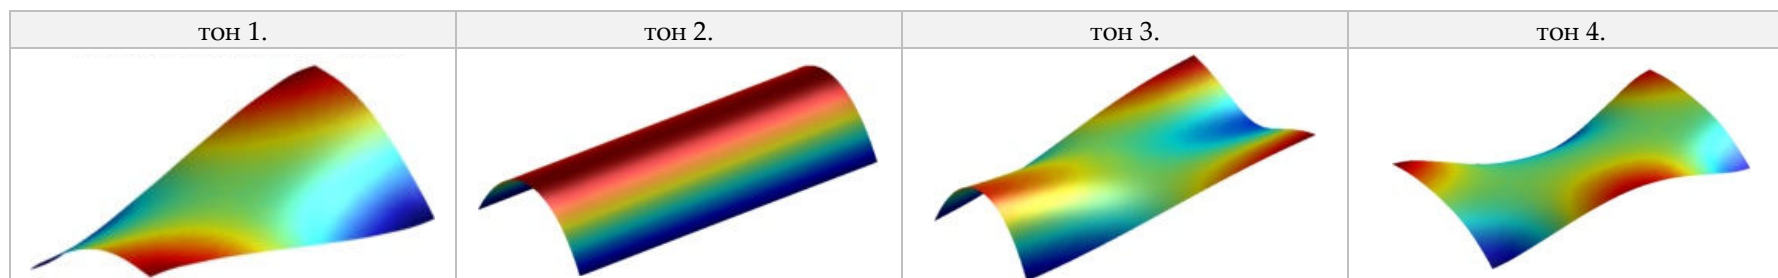 тон 1.
тон 2.
тон 3.
тон 4.